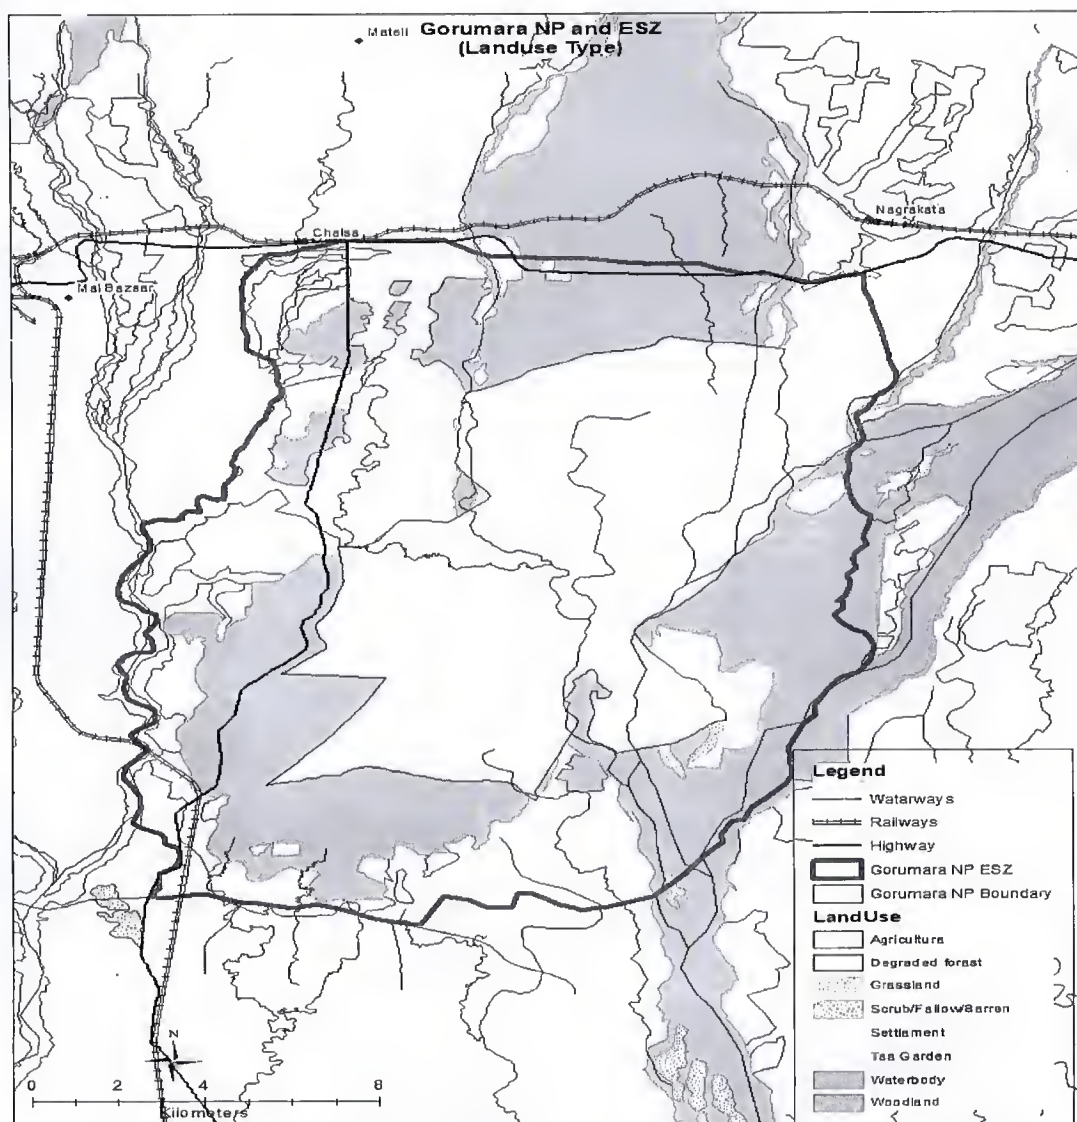 Mateli
Gorumara NP and ESZ
(Landuse Type)
Nagrakata
Chalsa
Mal Bazaar
Legend
Waterways
Railways
Highway
Gorumara NP ESZ
Gorumara NP Boundary
LandUse
Agriculture
Degraded forest
Grassland
Scrub/Fallow/Barren
Settlement
Tea Garden
Waterbody
Woodland
N
0 2 4 8
Kilometers